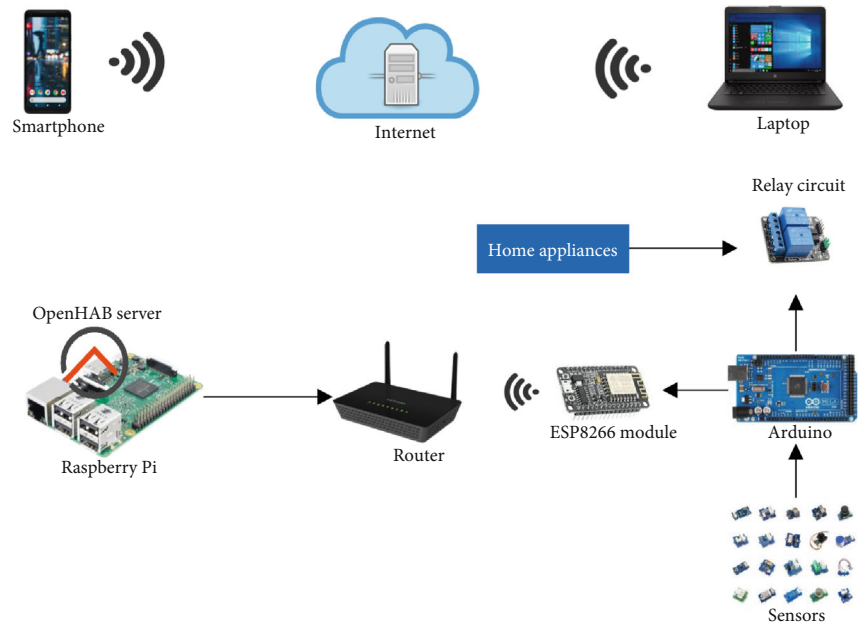 Smartphone
Internet
Laptop
Relay circuit
Home appliances
OpenHAB server
ESP8266 module
Arduino
Router
Raspberry Pi
Sensors